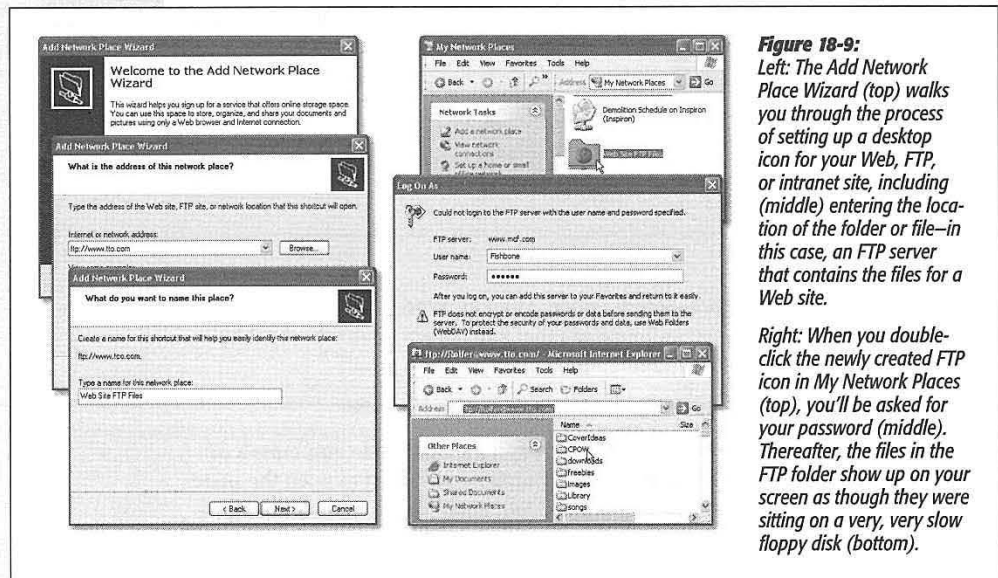 Add Network Place Wizard
Welcome to the Add Network Place
Wizard
This wizard helps you sign up for a service that offers online storage space.
You can use this space to store, organize, and share your documents and
pictures using only a Web browser and Internet connection.
Add Network Place Wizard
What is the address of this network place?
Type the address of the Web site, FTP site, or network location that this shortcut will open.
Internet or network address:
ftp://www.tto.com
Browse...
Add Network Place Wizard
What do you want to name this place?
Create a name for this shortcut that will help you easily identify this network place:
ftp://www.tco.com.
Type a name for this network place:
Web Site FTP Files
< Back Next > Cancel
My Network Places
File Edit View Favorites Tools Help
Back Address My Network Places Go
Network Tasks
Add a network place
View network
connections
Set up a home or small
office network
Demolition Schedule on Inspiron
(Inspiron)
Web Site FTP Files
Log On As
Could not login to the FTP server with the user name and password specified.
FTP server: www.mcf.com
User name: Fishbone
Password: ••••••
After you log on, you can add this server to your Favorites and return to it easily.
FTP does not encrypt or encode passwords or data before sending them to the
server. To protect the security of your passwords and data, use Web Folders
(WebDAV) instead.
Microsoft Internet Explorer
File Edit View Favorites Tools Help
Back Search Folders
Address Go
Other Places
Internet Explorer
My Documents
Shared Documents
My Network Places
Name Size
CoverIdeas
CPOW
downloads
freebies
images
Library
songs
Figure 18-9:
Left: The Add Network
Place Wizard (top) walks
you through the process
of setting up a desktop
icon for your Web, FTP,
or intranet site, including
(middle) entering the loca-
tion of the folder or file—in
this case, an FTP server
that contains the files for a
Web site.
Right: When you double-
click the newly created FTP
icon in My Network Places
(top), you'll be asked for
your password (middle).
Thereafter, the files in the
FTP folder show up on your
screen as though they were
sitting on a very, very slow
floppy disk (bottom).